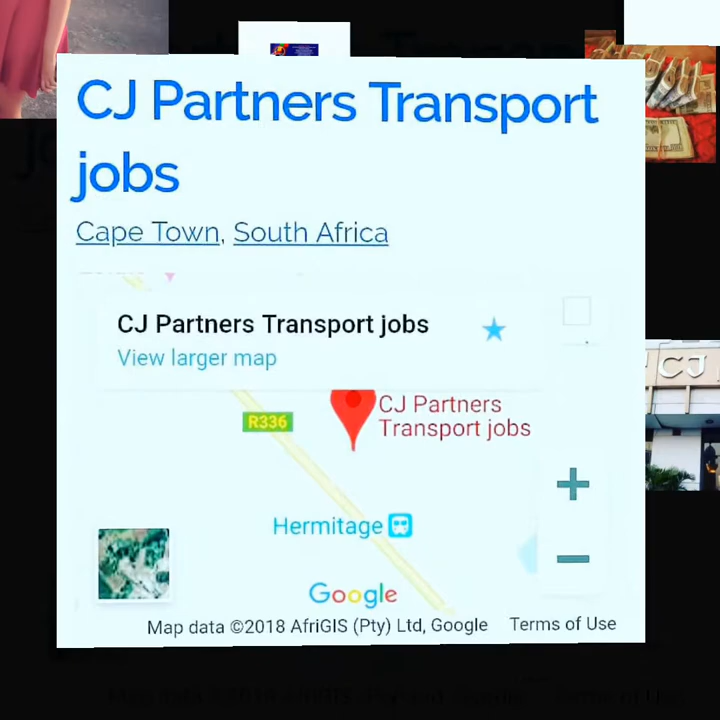 CJ Partners Transport
jobs
Cape Town, South Africa
CJ Partners Transport jobs
View larger map
R336
CJ Partners
Transport jobs
Hermitage
Google
Map data ©2018 AfriGIS (Pty) Ltd, Google
Terms of Use
CJ